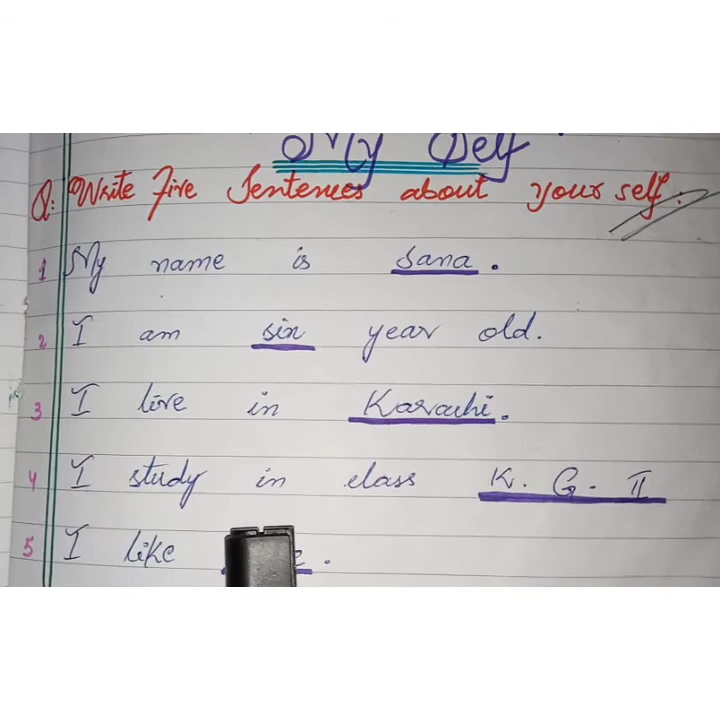 My Self
Q: Write Five Sentences about your self.
1 My name is Sana.
2 I am six year old.
3 I live in Karachi.
4 I study in class K. G. II
5 I like .